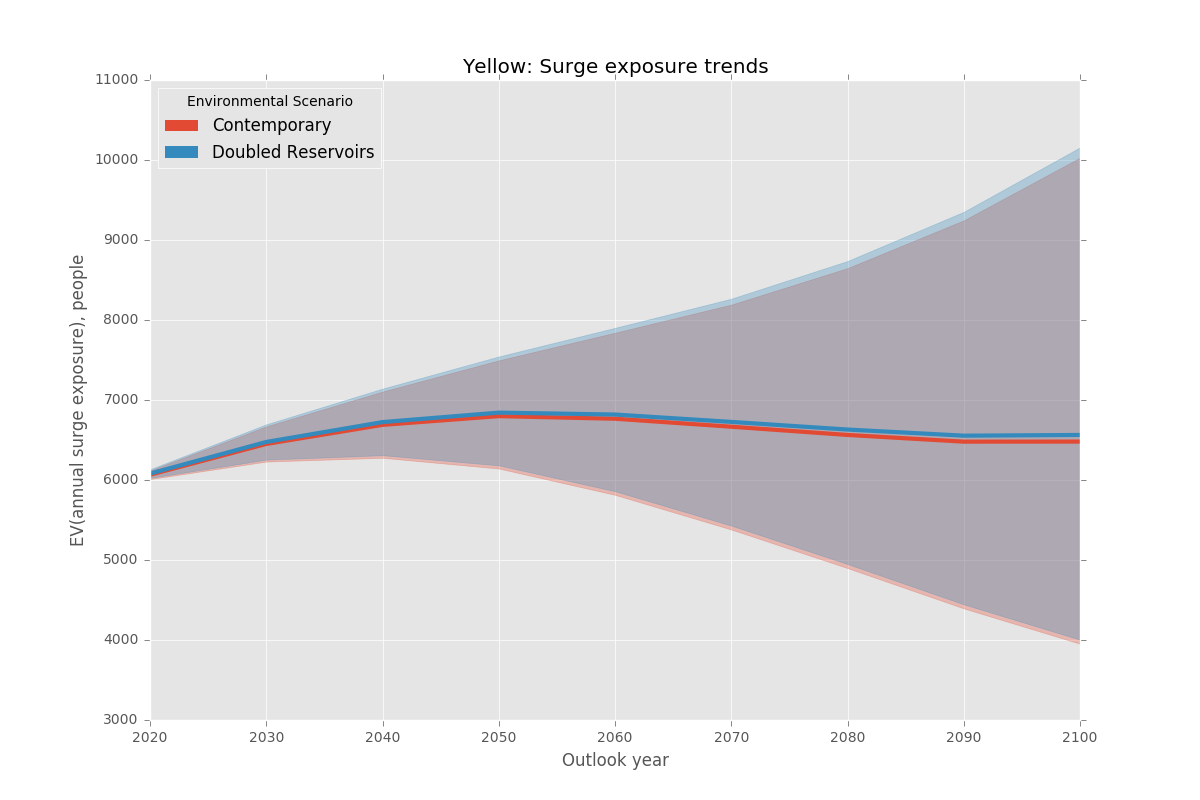 Yellow: Surge exposure trends
Environmental Scenario
Contemporary
Doubled Reservoirs
11000
10000
9000
8000
7000
6000
5000
4000
3000
EV(annual surge exposure), people
2020 2030 2040 2050 2060 2070 2080 2090 2100
Outlook year